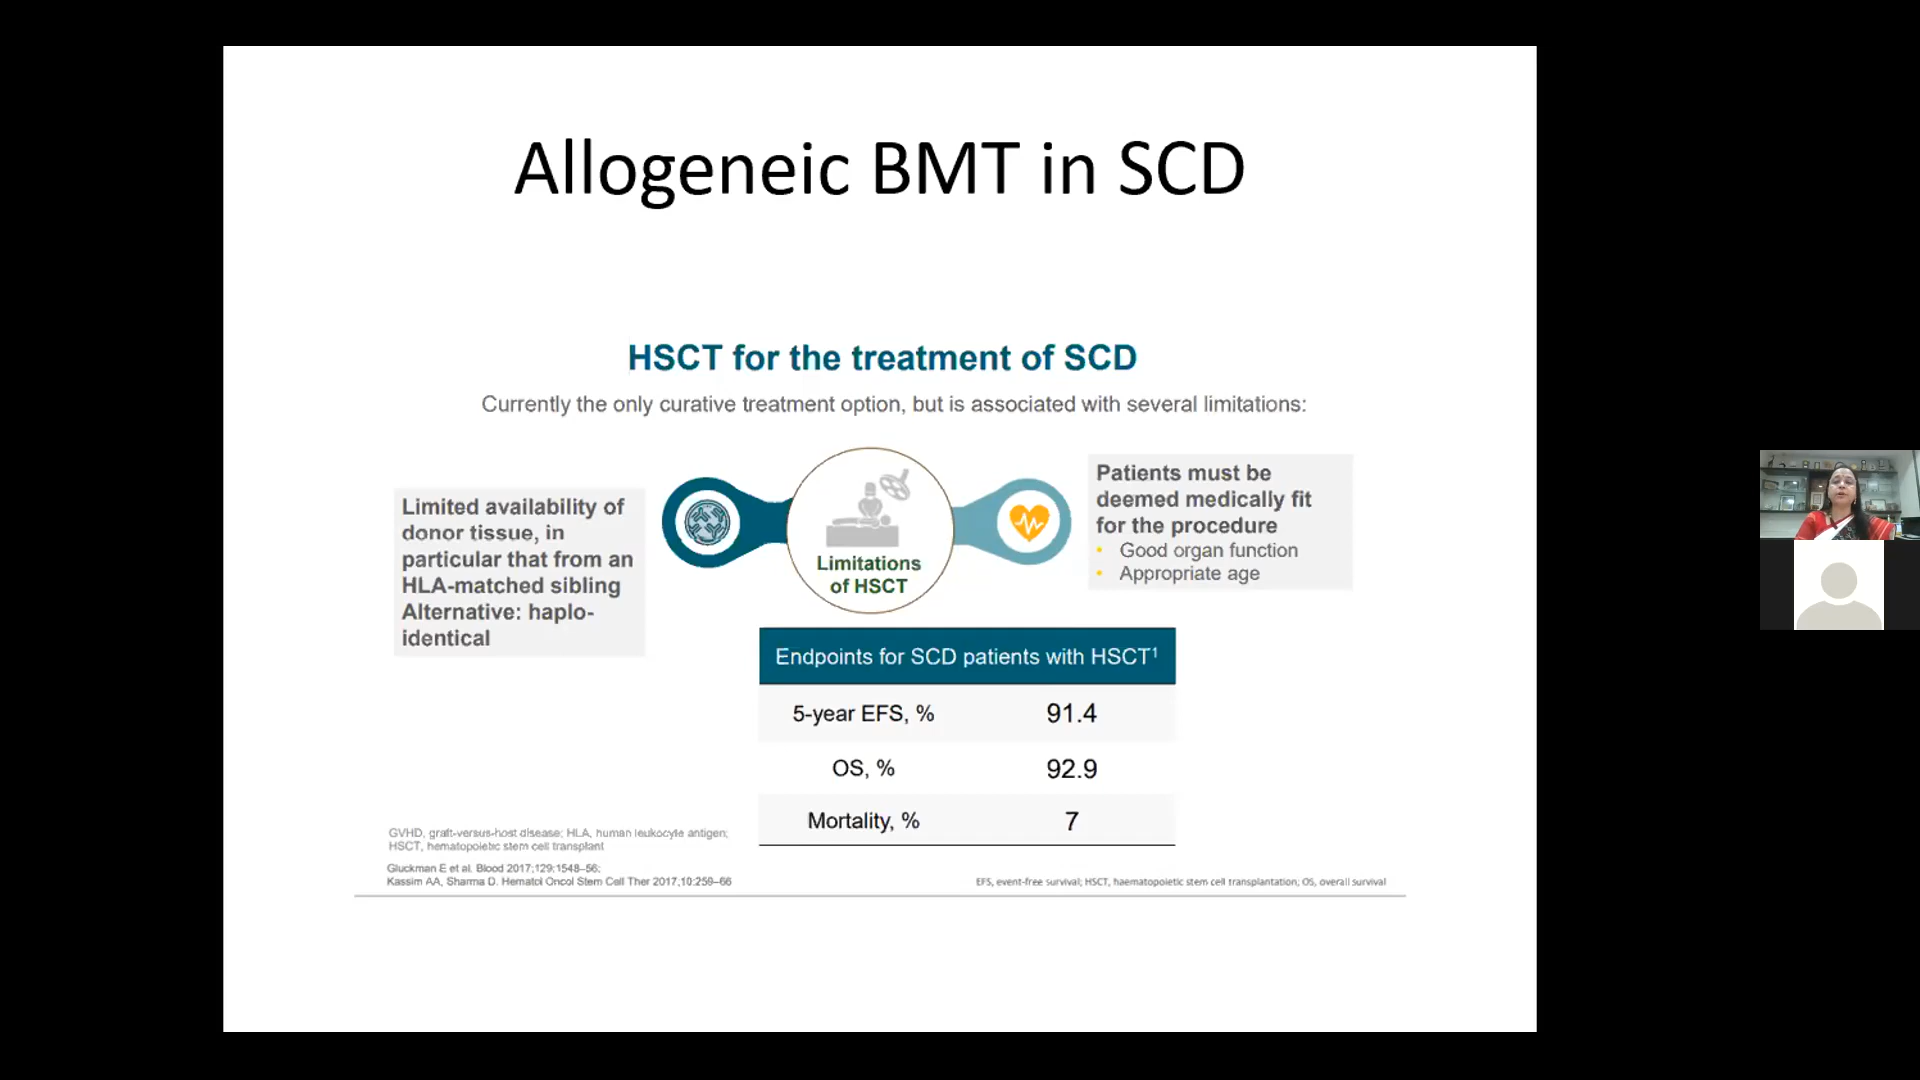 Allogeneic BMT in SCD
HSCT for the treatment of SCD
Currently the only curative treatment option, but is associated with several limitations:
Limited availability of
donor tissue, in
particular that from an
HLA-matched sibling
Alternative: haplo-
identical
Limitations
of HSCT
Patients must be
deemed medically fit
for the procedure
• Good organ function
• Appropriate age
Endpoints for SCD patients with HSCT¹
5-year EFS, % 91.4
OS, % 92.9
Mortality, % 7
GVHD, graft-versus-host disease; HLA, human leukocyte antigen;
HSCT, hematopoietic stem cell transplant
Gluckman E et al. Blood 2017;129:1548–56;
Kassim AA, Sharma D. Hematol Oncol Stem Cell Ther 2017;10:259–66
EFS, event-free survival; HSCT, haematopoietic stem cell transplantation; OS, overall survival